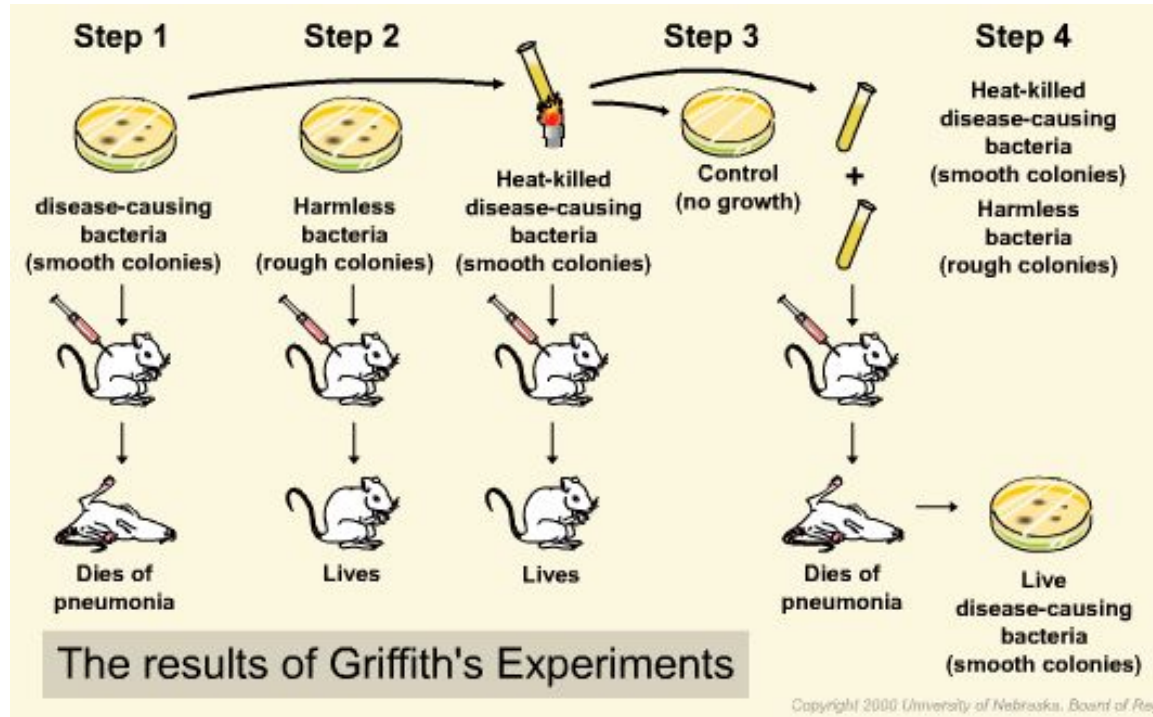 Step 1
Step 2
Step 3
Step 4
disease-causing
bacteria
(smooth colonies)
Harmless
bacteria
(rough colonies)
Heat-killed
disease-causing
bacteria
(smooth colonies)
Control
(no growth)
+
Heat-killed
disease-causing
bacteria
(smooth colonies)
Harmless
bacteria
(rough colonies)
Dies of
pneumonia
Lives
Lives
Dies of
pneumonia
Live
disease-causing
bacteria
(smooth colonies)
The results of Griffith's Experiments
Copyright 2000 University of Nebraska. Board of